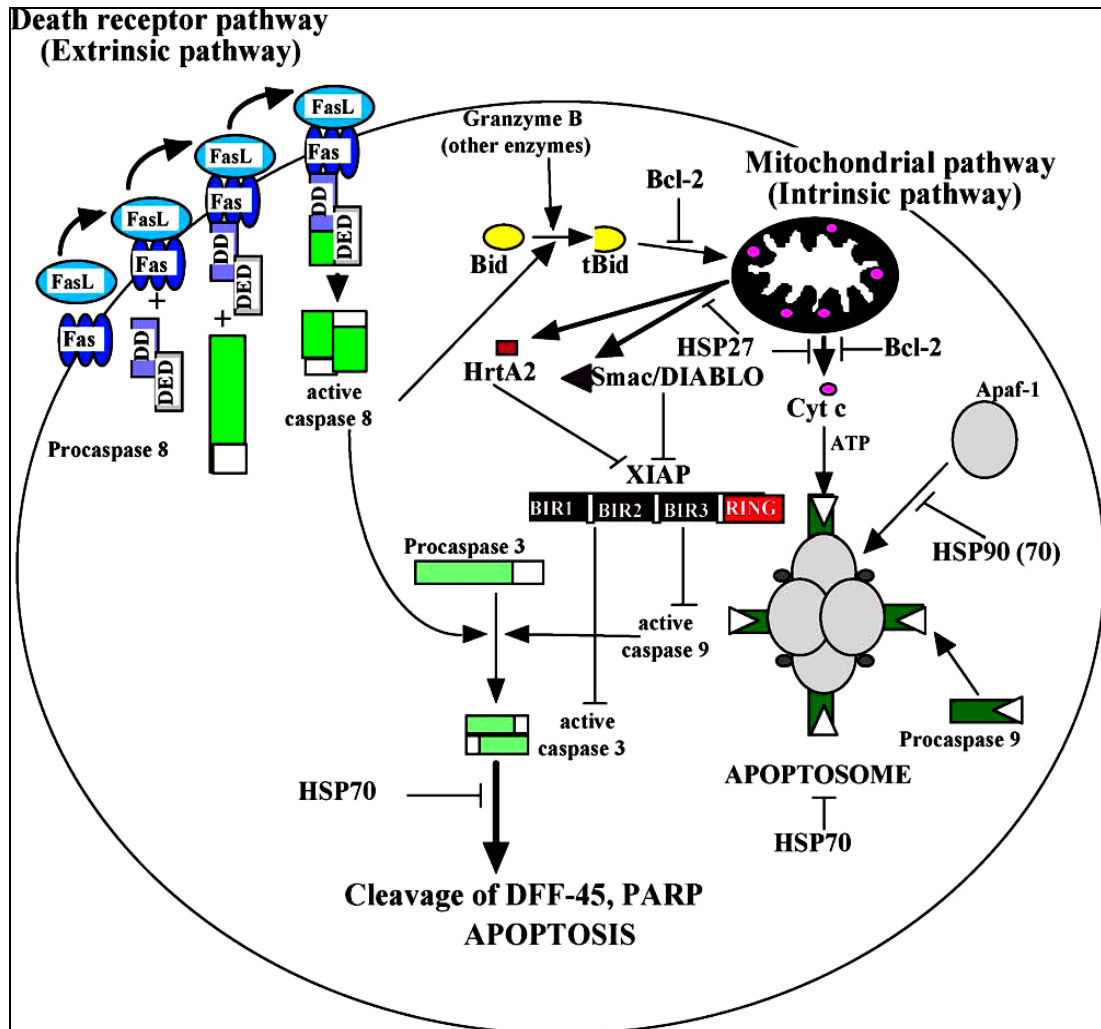 Death receptor pathway
(Extrinsic pathway)
FasL
Fas
FasL
Fas
+
DD
DED
FasL
Fas
DD
DED
+
FasL
Fas
DD
DED
Procaspase 8
active
caspase 8
Granzyme B
(other enzymes)
Bid
tBid
Bcl-2
Mitochondrial pathway
(Intrinsic pathway)
HSP27
Bcl-2
HrtA2
Smac/DIABLO
Cyt c
ATP
Apaf-1
HSP90 (70)
XIAP
BIR1
BIR2
BIR3
RING
Procaspase 3
active
caspase 9
active
caspase 3
Procaspase 9
APOPTOSOME
HSP70
HSP70
Cleavage of DFF-45, PARP
APOPTOSIS